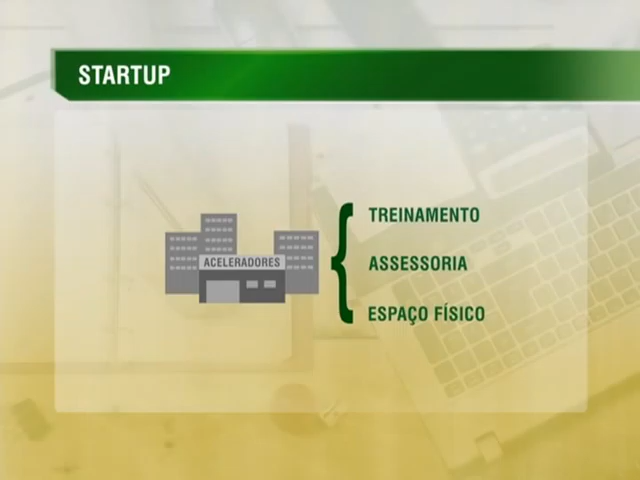 STARTUP
ACELERADORES
TREINAMENTO
ASSESSORIA
ESPAÇO FÍSICO